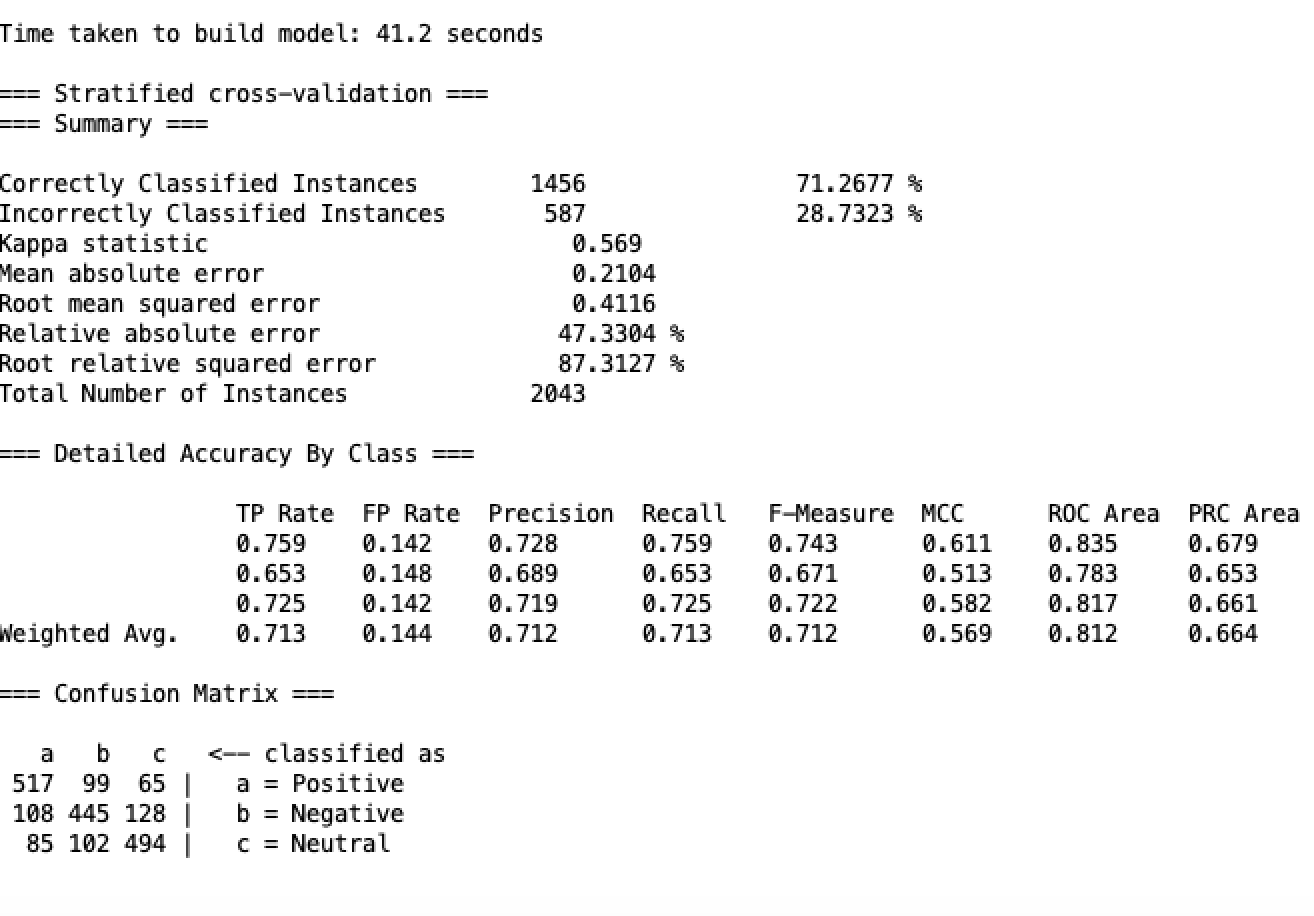 Time taken to build model: 41.2 seconds
=== Stratified cross-validation ===
=== Summary ===
Correctly Classified Instances 1456 71.2677 %
Incorrectly Classified Instances 587 28.7323 %
Kappa statistic 0.569
Mean absolute error 0.2104
Root mean squared error 0.4116
Relative absolute error 47.3304 %
Root relative squared error 87.3127 %
Total Number of Instances 2043
=== Detailed Accuracy By Class ===
TP Rate FP Rate Precision Recall F-Measure MCC ROC Area PRC Area
0.759 0.142 0.728 0.759 0.743 0.611 0.835 0.679
0.653 0.148 0.689 0.653 0.671 0.513 0.783 0.653
0.725 0.142 0.719 0.725 0.722 0.582 0.817 0.661
Weighted Avg. 0.713 0.144 0.712 0.713 0.712 0.569 0.812 0.664
=== Confusion Matrix ===
a b c <-- classified as
517 99 65 | a = Positive
108 445 128 | b = Negative
85 102 494 | c = Neutral